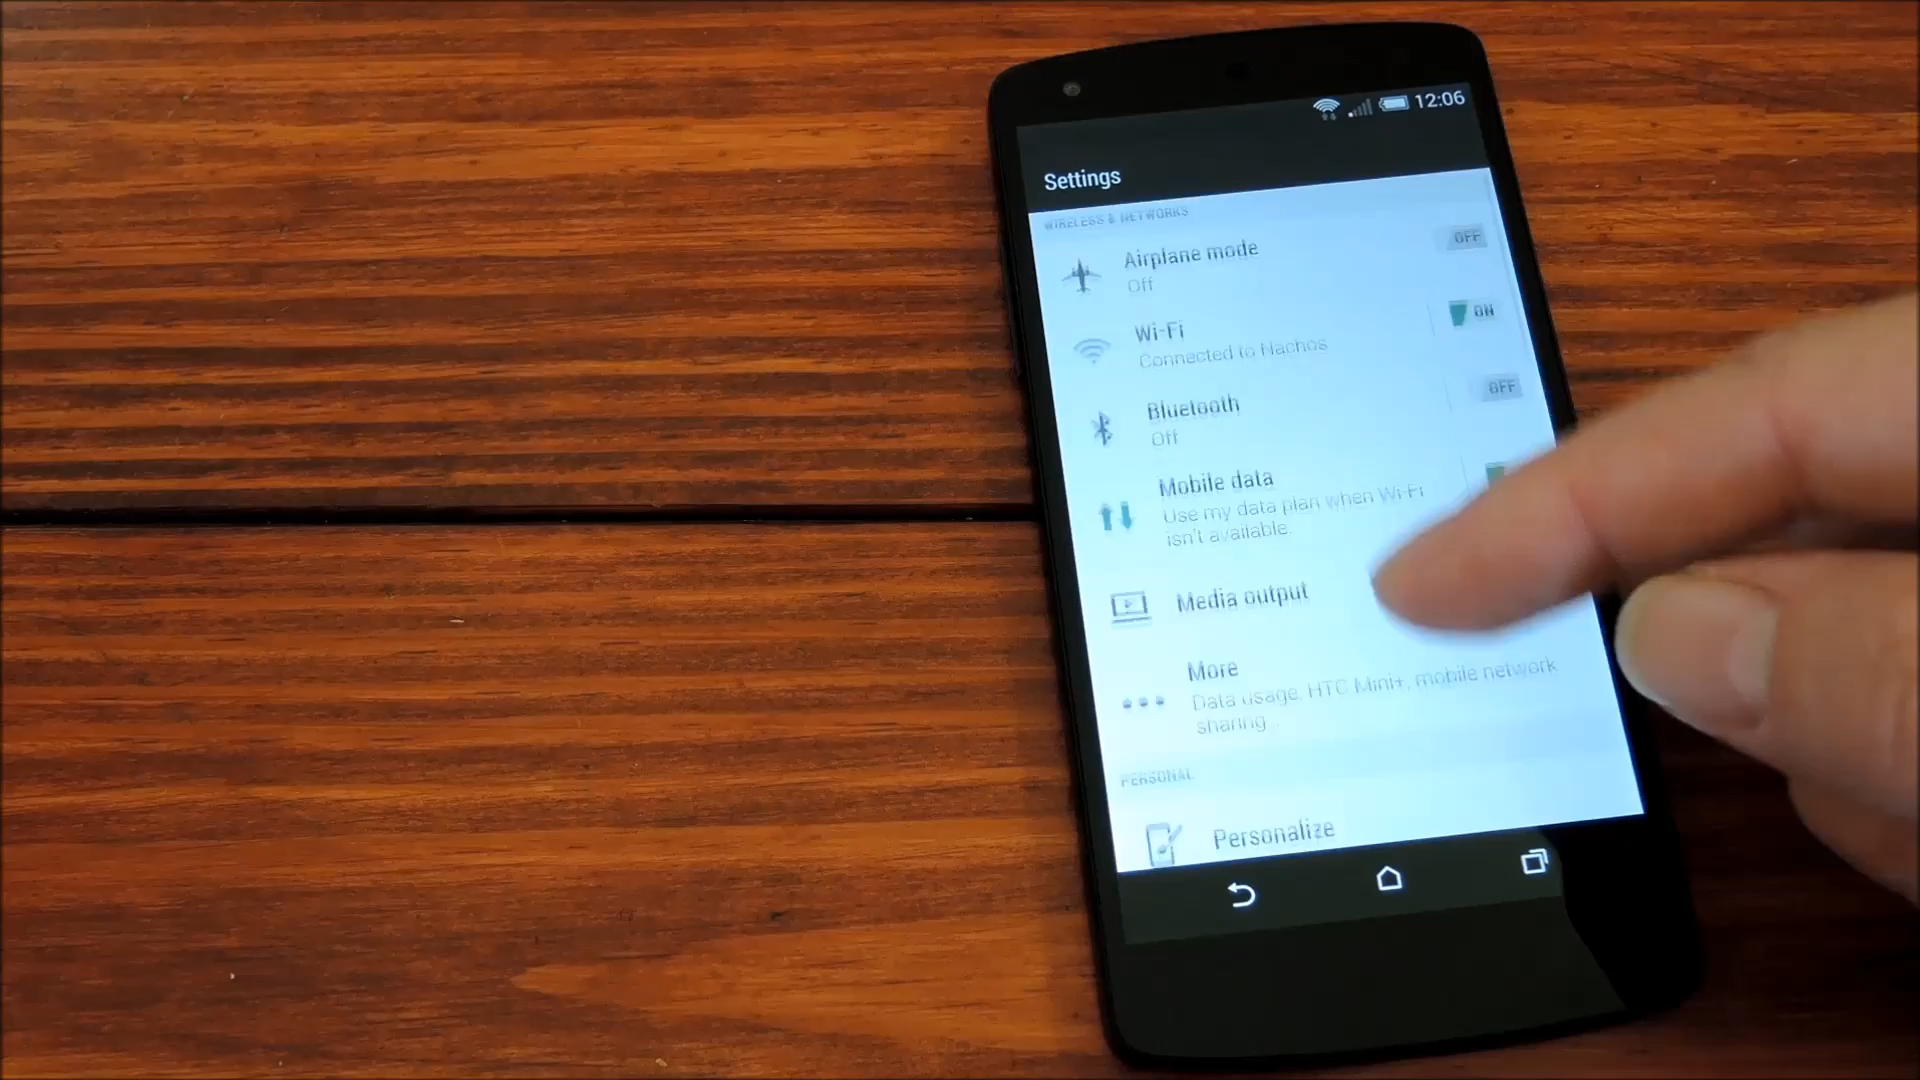 12:06
Settings
WIRELESS & NETWORKS
Airplane mode
OFF
Off
Wi-Fi
ON
Connected to Nachos
Bluetooth
OFF
Off
Mobile data
Use my data plan when Wi-Fi
isn't available.
Media output
More
Data usage, HTC Mini+, mobile network
sharing...
PERSONAL
Personalize